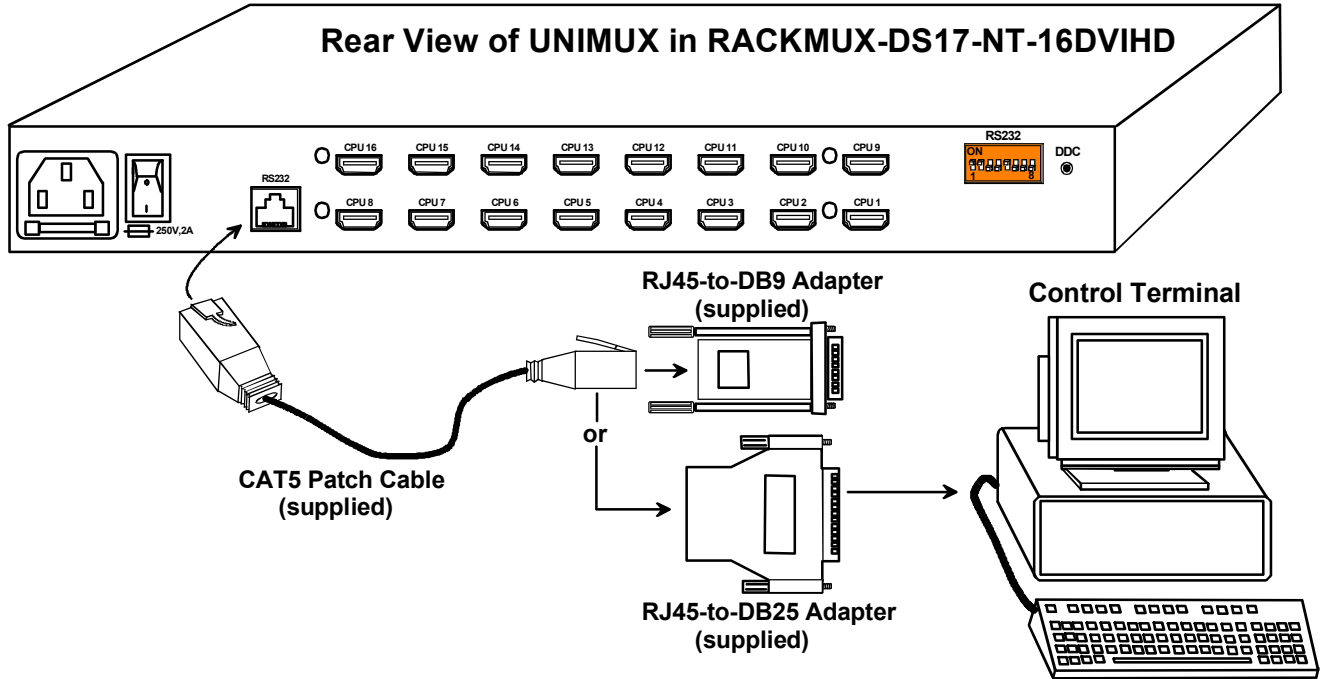 Rear View of UNIMUX in RACKMUX-DS17-NT-16DVIHD
RS232
ON
1 8
DDC
CPU 16 CPU 15 CPU 14 CPU 13 CPU 12 CPU 11 CPU 10 CPU 9
RS232
CPU 8 CPU 7 CPU 6 CPU 5 CPU 4 CPU 3 CPU 2 CPU 1
250V,2A
RJ45-to-DB9 Adapter
(supplied)
Control Terminal
or
CAT5 Patch Cable
(supplied)
RJ45-to-DB25 Adapter
(supplied)